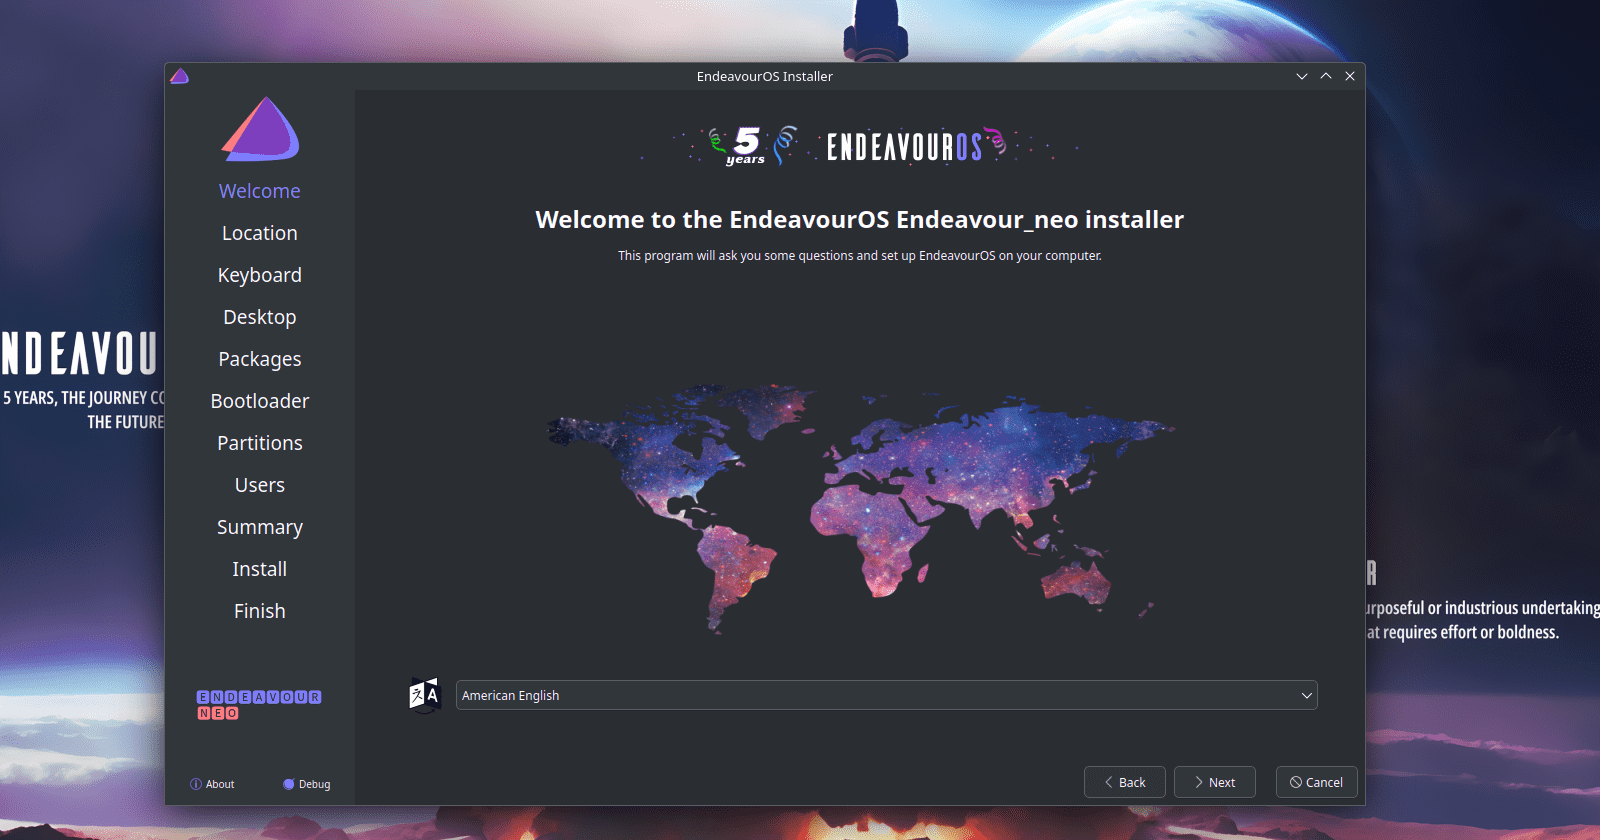 EndeavourOS Installer
5 years ENDEAVOUROS
Welcome
Location
Keyboard
Desktop
Packages
Bootloader
Partitions
Users
Summary
Install
Finish
ENDEAVOUR
NEO
About
Debug
Welcome to the EndeavourOS Endeavour_neo installer
This program will ask you some questions and set up EndeavourOS on your computer.
A
American English
Back
Next
Cancel
NDEAVOU
5 YEARS, THE JOURNEY
THE FUTURE
R
urposeful or industrious undertaking
at requires effort or boldness.